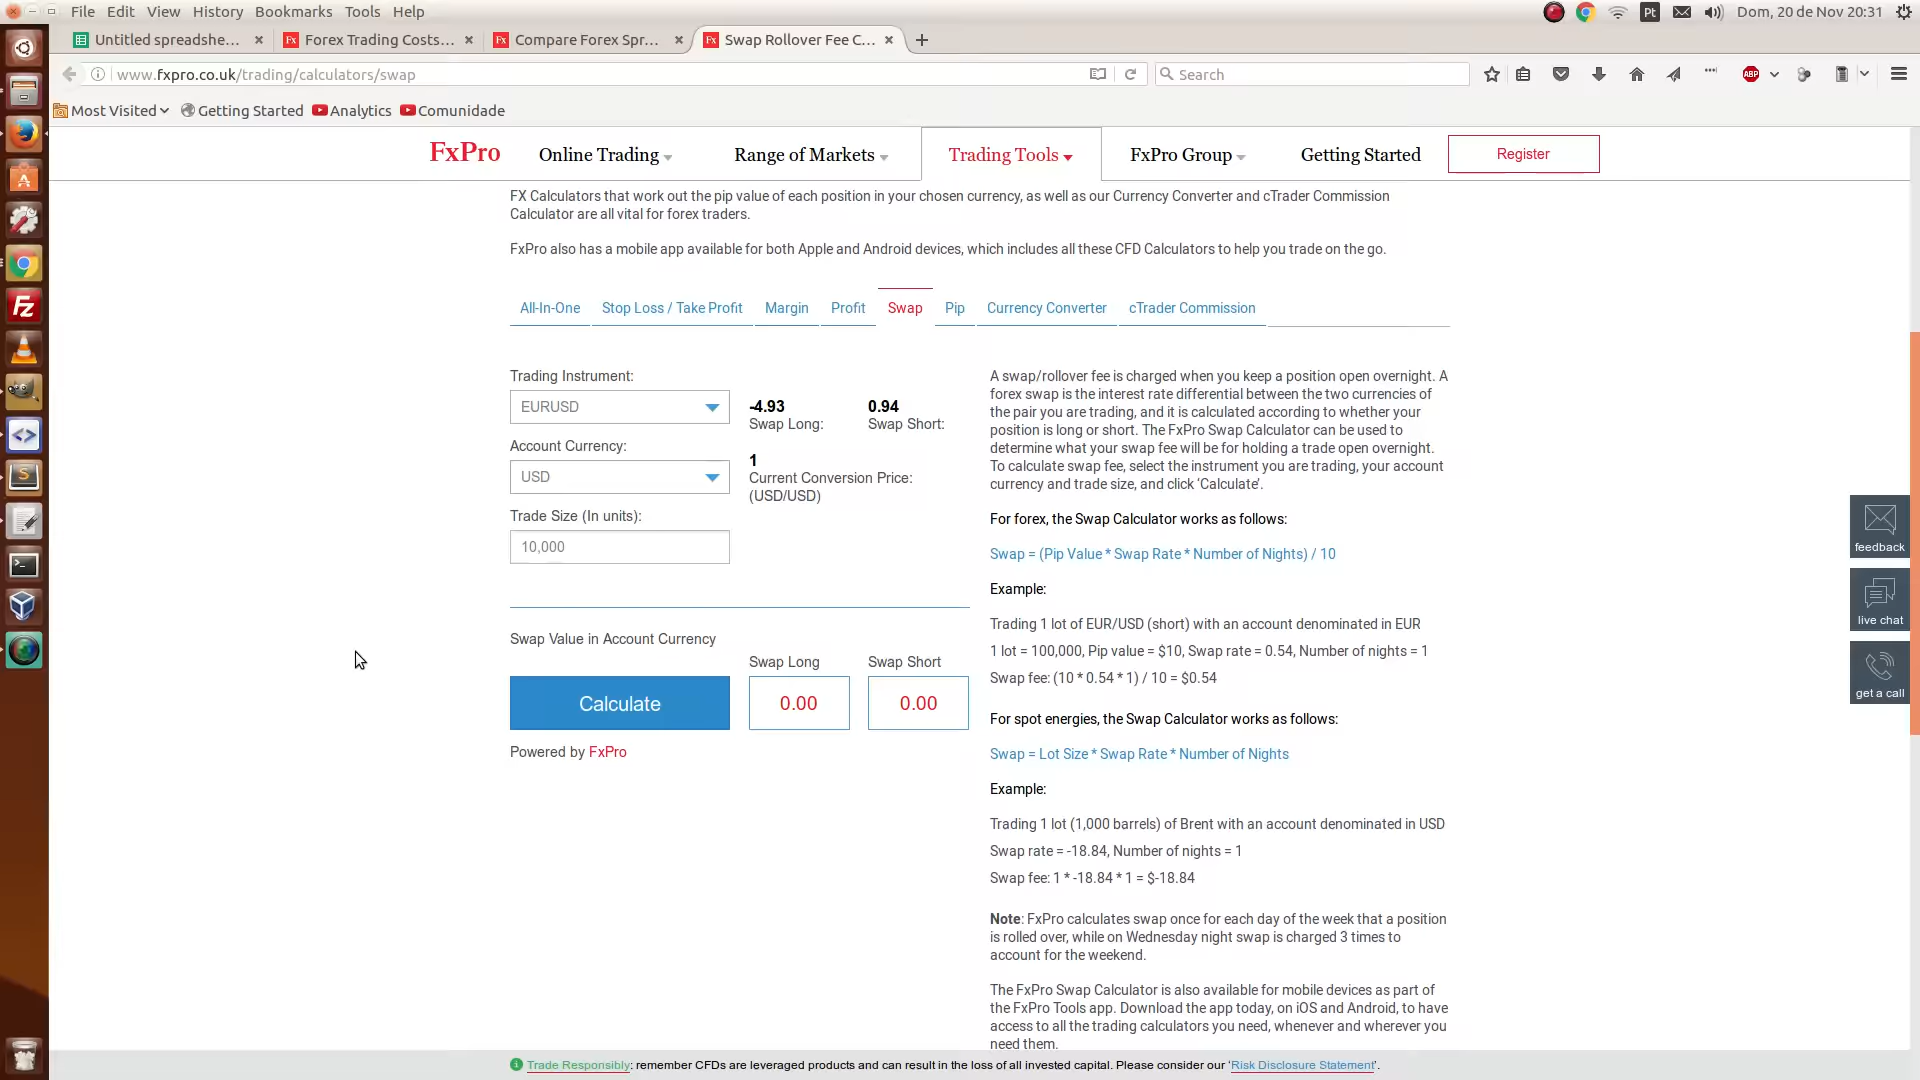 File Edit View History Bookmarks Tools Help
Pt Dom, 20 de Nov 20:31
Untitled spreadshe... Forex Trading Costs... Compare Forex Spr... Swap Rollover Fee C...
www.fxpro.co.uk/trading/calculators/swap
Search
ABP
Most Visited Getting Started Analytics Comunidade
FxPro Online Trading Range of Markets Trading Tools FxPro Group Getting Started Register
FX Calculators that work out the pip value of each position in your chosen currency, as well as our Currency Converter and cTrader Commission
Calculator are all vital for forex traders.
FxPro also has a mobile app available for both Apple and Android devices, which includes all these CFD Calculators to help you trade on the go.
All-In-One Stop Loss / Take Profit Margin Profit Swap Pip Currency Converter cTrader Commission
Trading Instrument:
EURUSD
-4.93
Swap Long:
0.94
Swap Short:
Account Currency:
USD
1
Current Conversion Price:
(USD/USD)
Trade Size (In units):
10,000
Swap Value in Account Currency
Swap Long Swap Short
Calculate 0.00 0.00
Powered by FxPro
A swap/rollover fee is charged when you keep a position open overnight. A
forex swap is the interest rate differential between the two currencies of
the pair you are trading, and it is calculated according to whether your
position is long or short. The FxPro Swap Calculator can be used to
determine what your swap fee will be for holding a trade open overnight.
To calculate swap fee, select the instrument you are trading, your account
currency and trade size, and click ‘Calculate’.
For forex, the Swap Calculator works as follows:
Swap = (Pip Value * Swap Rate * Number of Nights) / 10
Example:
Trading 1 lot of EUR/USD (short) with an account denominated in EUR
1 lot = 100,000, Pip value = $10, Swap rate = 0.54, Number of nights = 1
Swap fee: (10 * 0.54 * 1) / 10 = $0.54
For spot energies, the Swap Calculator works as follows:
Swap = Lot Size * Swap Rate * Number of Nights
Example:
Trading 1 lot (1,000 barrels) of Brent with an account denominated in USD
Swap rate = -18.84, Number of nights = 1
Swap fee: 1 * -18.84 * 1 = $-18.84
Note: FxPro calculates swap once for each day of the week that a position
is rolled over, while on Wednesday night swap is charged 3 times to
account for the weekend.
The FxPro Swap Calculator is also available for mobile devices as part of
the FxPro Tools app. Download the app today, on iOS and Android, to have
access to all the trading calculators you need, whenever and wherever you
need them.
feedback
live chat
get a call
Trade Responsibly: remember CFDs are leveraged products and can result in the loss of all invested capital. Please consider our ‘Risk Disclosure Statement’.